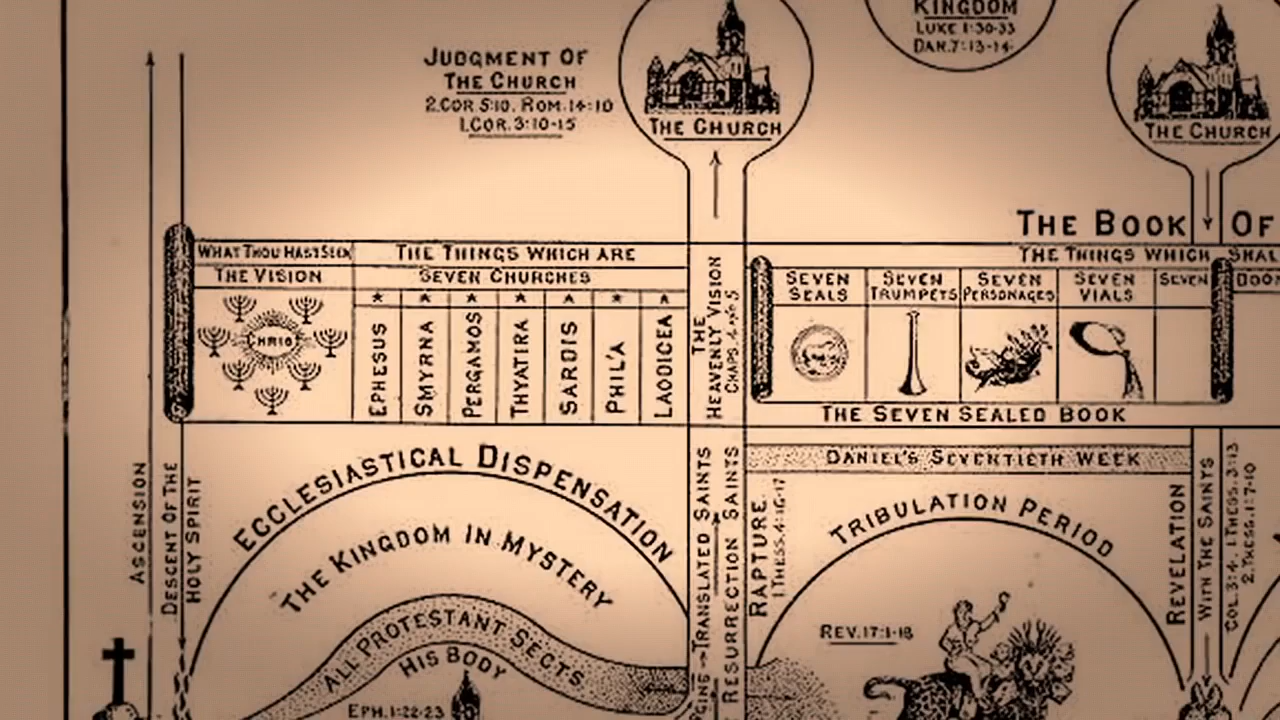 KINGDOM
LUKE 1:30-33
DAN.7:13-14
JUDGMENT OF
THE CHURCH
2.COR 5:10. ROM.14:10
1.COR. 3:10-15
THE CHURCH
THE CHURCH
THE BOOK OF
WHAT THOU HAST SEEN
THE THINGS WHICH ARE
THE THINGS WHICH SHAL
THE VISION
SEVEN CHURCHES
CHRIST
EPHESUS
SMYRNA
PERGAMOS
THYATIRA
SARDIS
PHIL'A
LAODICEA
THE
HEAVENLY VISION
CHAPS. 4 & 5
SEVEN
SEALS
SEVEN
TRUMPETS
SEVEN
PERSONAGES
SEVEN
VIALS
SEVEN
DOOM
THE SEVEN SEALED BOOK
DANIEL'S SEVENTIETH WEEK
ASCENSION
DESCENT OF THE
HOLY SPIRIT
ECCLESIASTICAL DISPENSATION
THE KINGDOM IN MYSTERY
ALL PROTESTANT SECT'S
HIS BODY
EPH.1:22-23
TRANSLATED SAINTS
RESURRECTION SAINTS
RAPTURE
1.THESS.4:16-17
TRIBULATION PERIOD
REV.17:1-18
REVELATION
WITH THE SAINTS
COL.3:4. 1.THESS.3:13
2.THESS.1:7-10